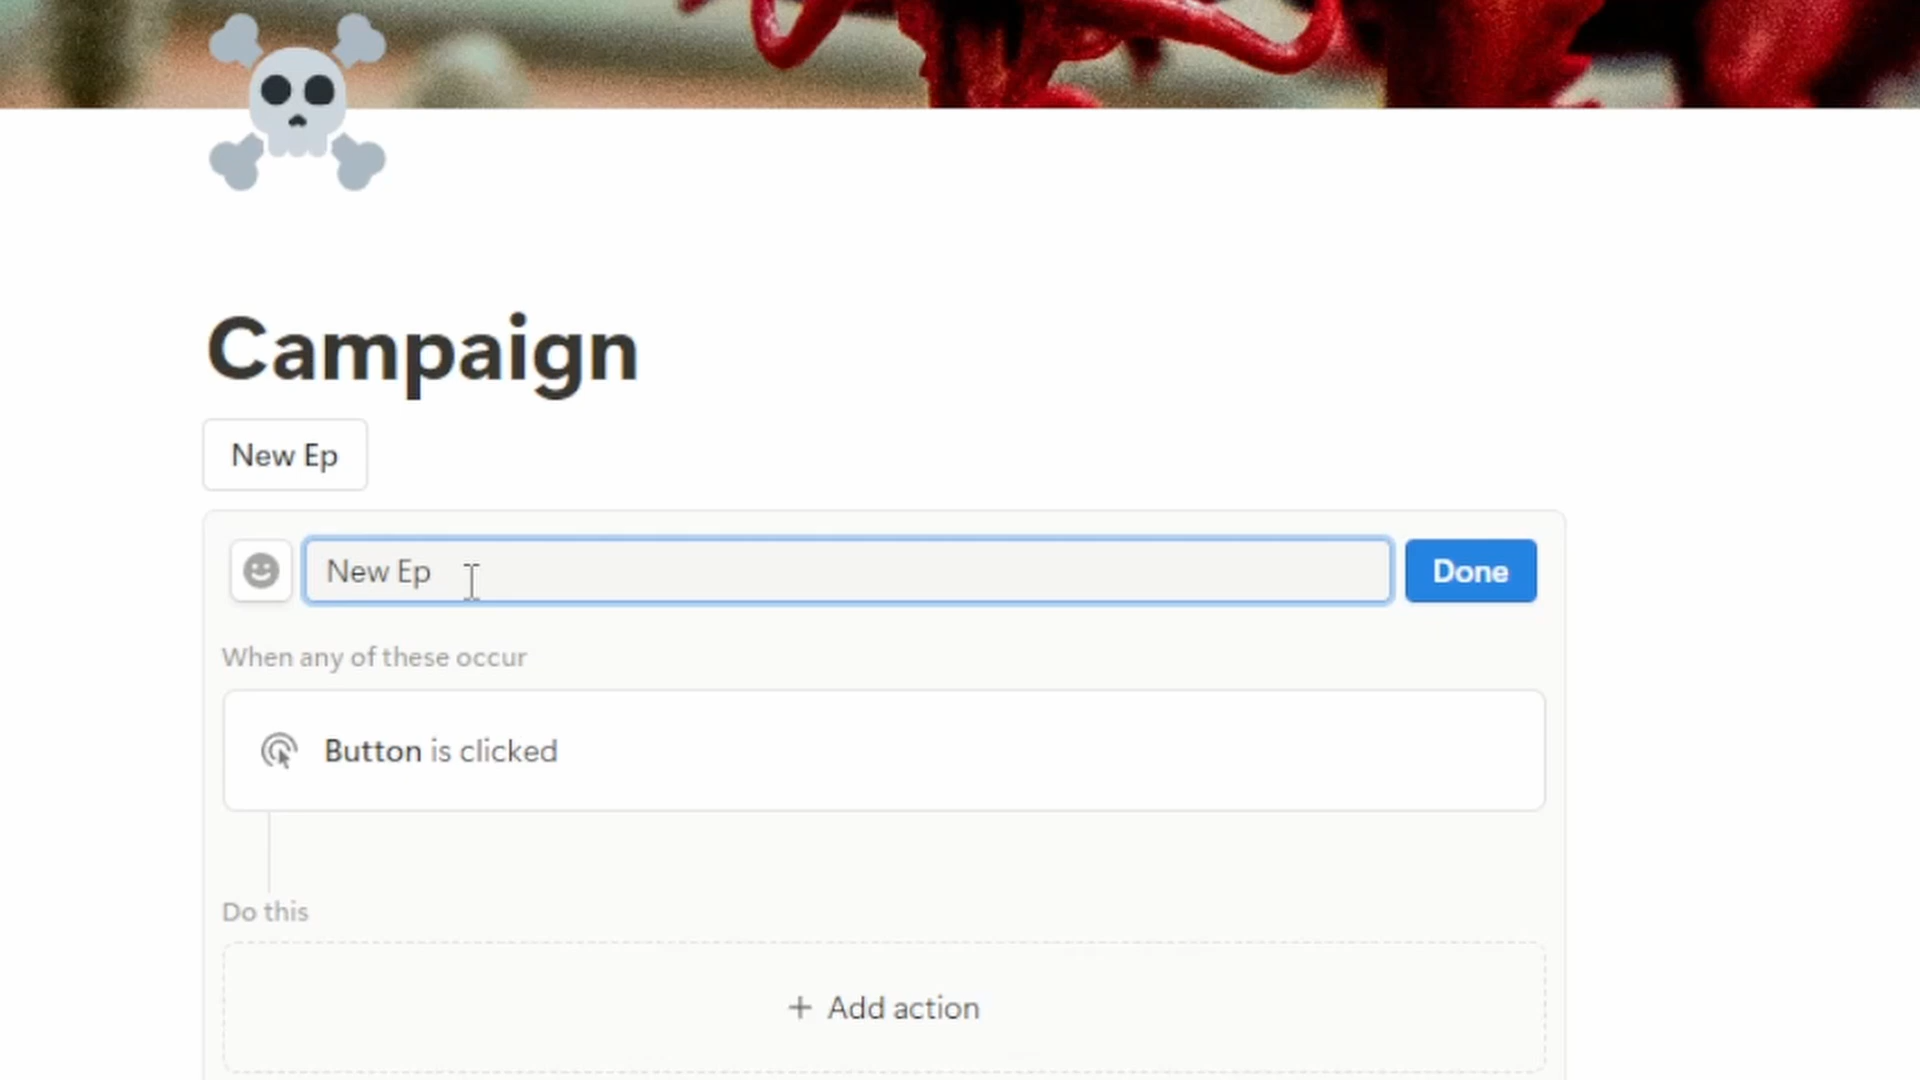 Campaign
New Ep
New Ep
Done
When any of these occur
Button is clicked
Do this
+ Add action